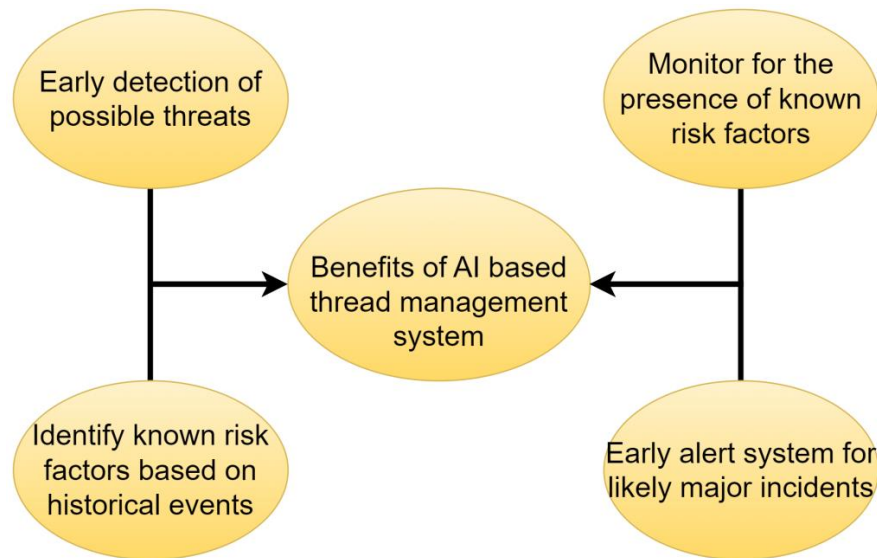 Early detection of
possible threats
Monitor for the
presence of known
risk factors
Benefits of AI based
thread management
system
Identify known risk
factors based on
historical events
Early alert system for
likely major incidents